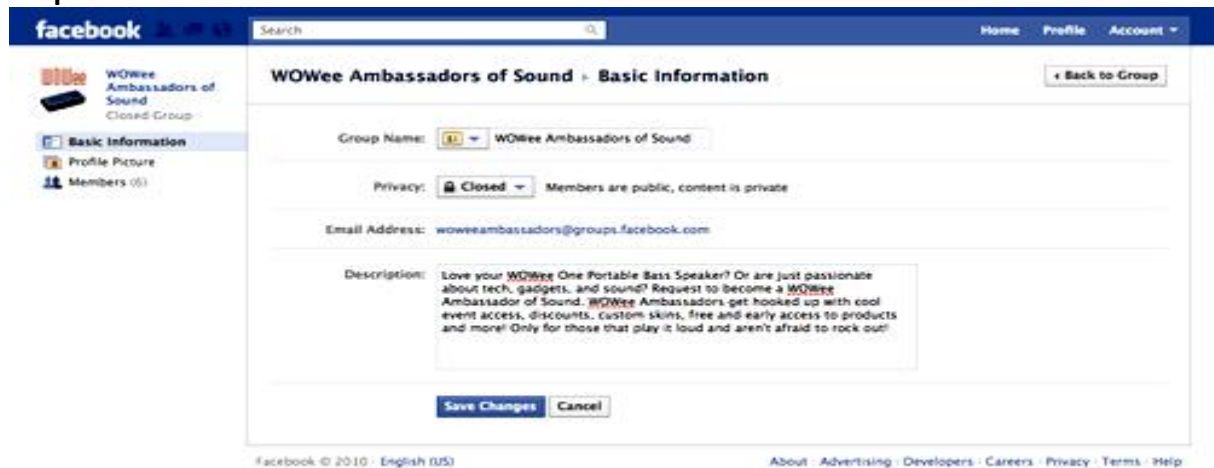 facebook
Search
Home Profile Account
WOWee
Ambassadors of
Sound
Closed Group
Basic Information
Profile Picture
Members (6)
WOWee Ambassadors of Sound Basic Information
Back to Group
Group Name: WOWee Ambassadors of Sound
Privacy: Closed Members are public, content is private
Email Address: woweeambassadors@groups.facebook.com
Description: Love your WOWee One Portable Bass Speaker? Or are just passionate
about tech, gadgets, and sound? Request to become a WOWee
Ambassador of Sound. WOWee Ambassadors get hooked up with cool
event access, discounts, custom skins, free and early access to products
and more! Only for those that play it loud and aren't afraid to rock out!
Save Changes Cancel
Facebook © 2010 · English (US)
About · Advertising · Developers · Careers · Privacy · Terms · Help